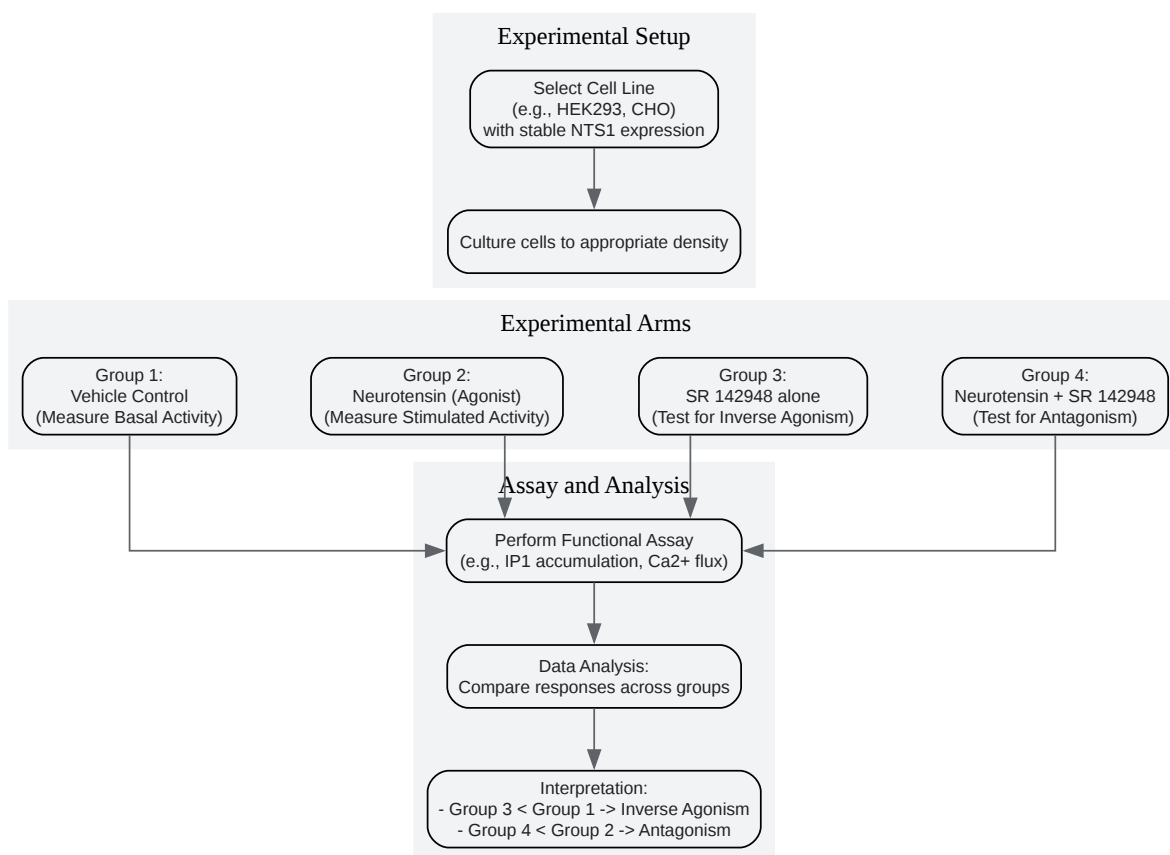 Experimental Setup
Select Cell Line
(e.g., HEK293, CHO)
with stable NTS1 expression
Culture cells to appropriate density
Experimental Arms
Group 1:
Vehicle Control
(Measure Basal Activity)
Group 2:
Neurotensin (Agonist)
(Measure Stimulated Activity)
Group 3:
SR 142948 alone
(Test for Inverse Agonism)
Group 4:
Neurotensin + SR 142948
(Test for Antagonism)
Assay and Analysis
Perform Functional Assay
(e.g., IP1 accumulation, Ca2+ flux)
Data Analysis:
Compare responses across groups
Interpretation:
- Group 3 < Group 1 -> Inverse Agonism
- Group 4 < Group 2 -> Antagonism